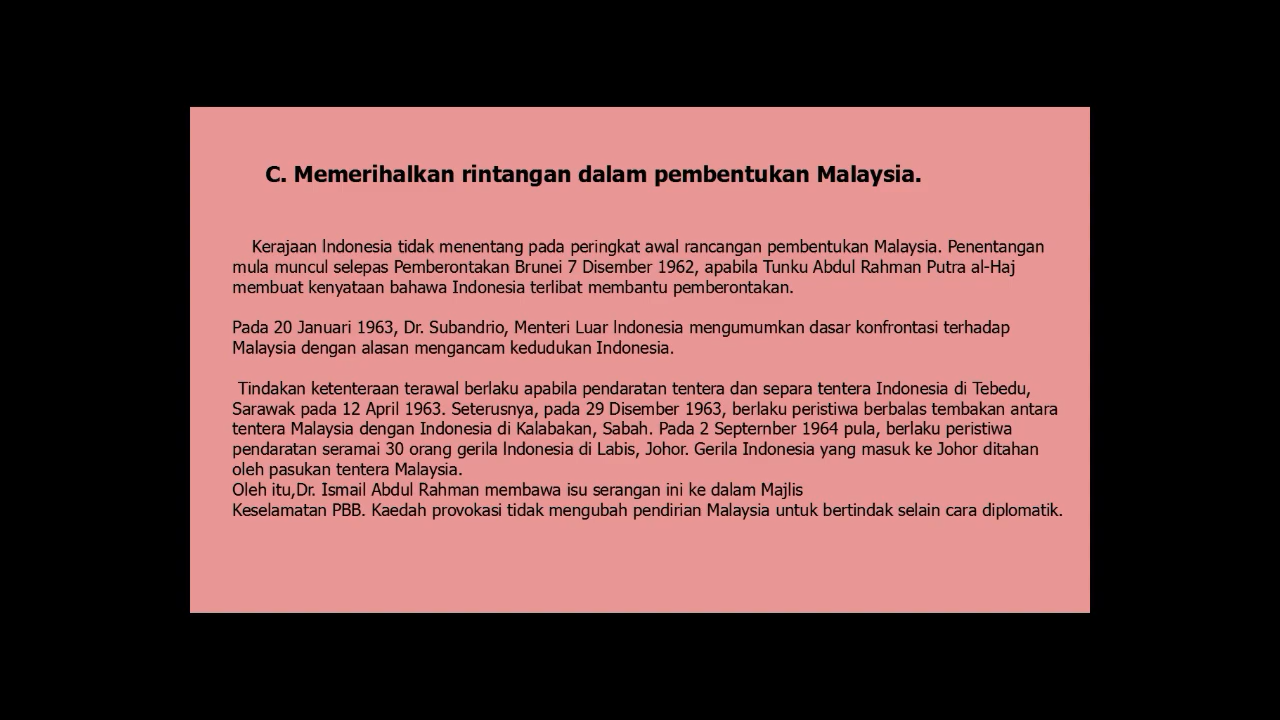 C. Memerihalkan rintangan dalam pembentukan Malaysia.
Kerajaan lndonesia tidak menentang pada peringkat awal rancangan pembentukan Malaysia. Penentangan
mula muncul selepas Pemberontakan Brunei 7 Disember 1962, apabila Tunku Abdul Rahman Putra al-Haj
membuat kenyataan bahawa Indonesia terlibat membantu pemberontakan.
Pada 20 Januari 1963, Dr. Subandrio, Menteri Luar lndonesia mengumumkan dasar konfrontasi terhadap
Malaysia dengan alasan mengancam kedudukan Indonesia.
Tindakan ketenteraan terawal berlaku apabila pendaratan tentera dan separa tentera Indonesia di Tebedu,
Sarawak pada 12 April 1963. Seterusnya, pada 29 Disember 1963, berlaku peristiwa berbalas tembakan antara
tentera Malaysia dengan Indonesia di Kalabakan, Sabah. Pada 2 Septernber 1964 pula, berlaku peristiwa
pendaratan seramai 30 orang gerila lndonesia di Labis, Johor. Gerila Indonesia yang masuk ke Johor ditahan
oleh pasukan tentera Malaysia.
Oleh itu,Dr. Ismail Abdul Rahman membawa isu serangan ini ke dalam Majlis
Keselamatan PBB. Kaedah provokasi tidak mengubah pendirian Malaysia untuk bertindak selain cara diplomatik.